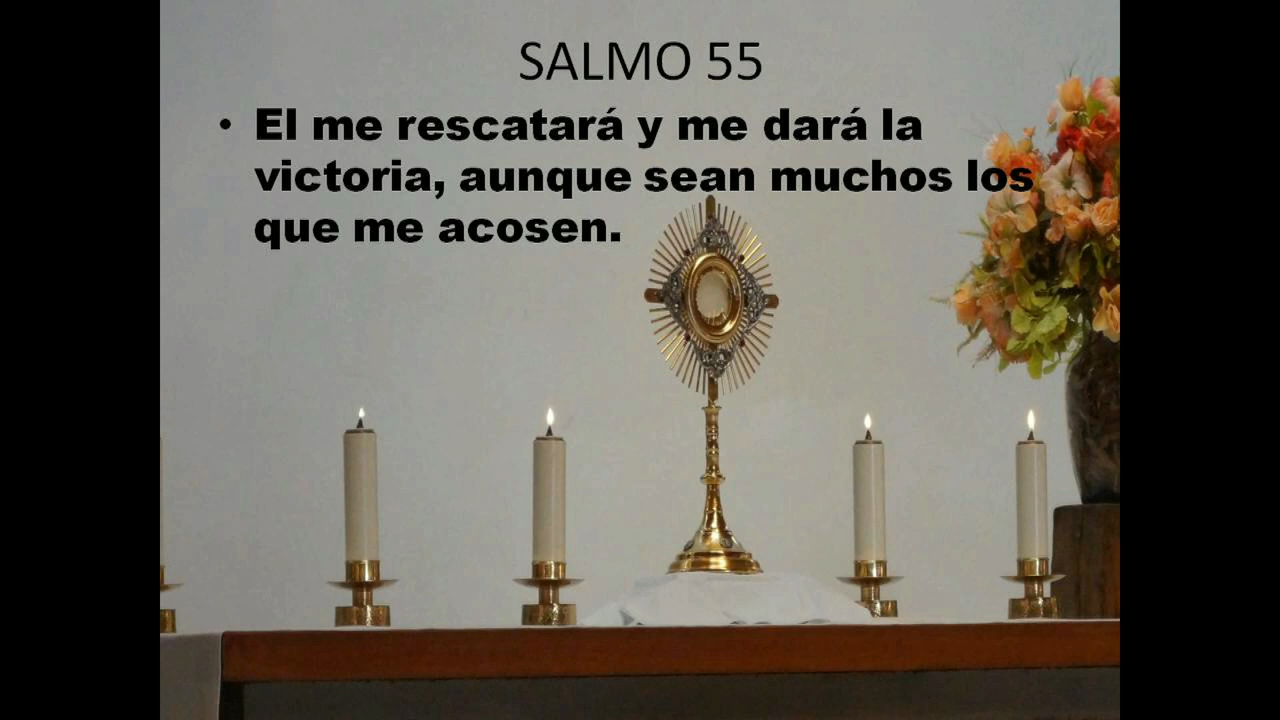 SALMO 55
• El me rescatará y me dará la
victoria, aunque sean muchos los
que me acosen.